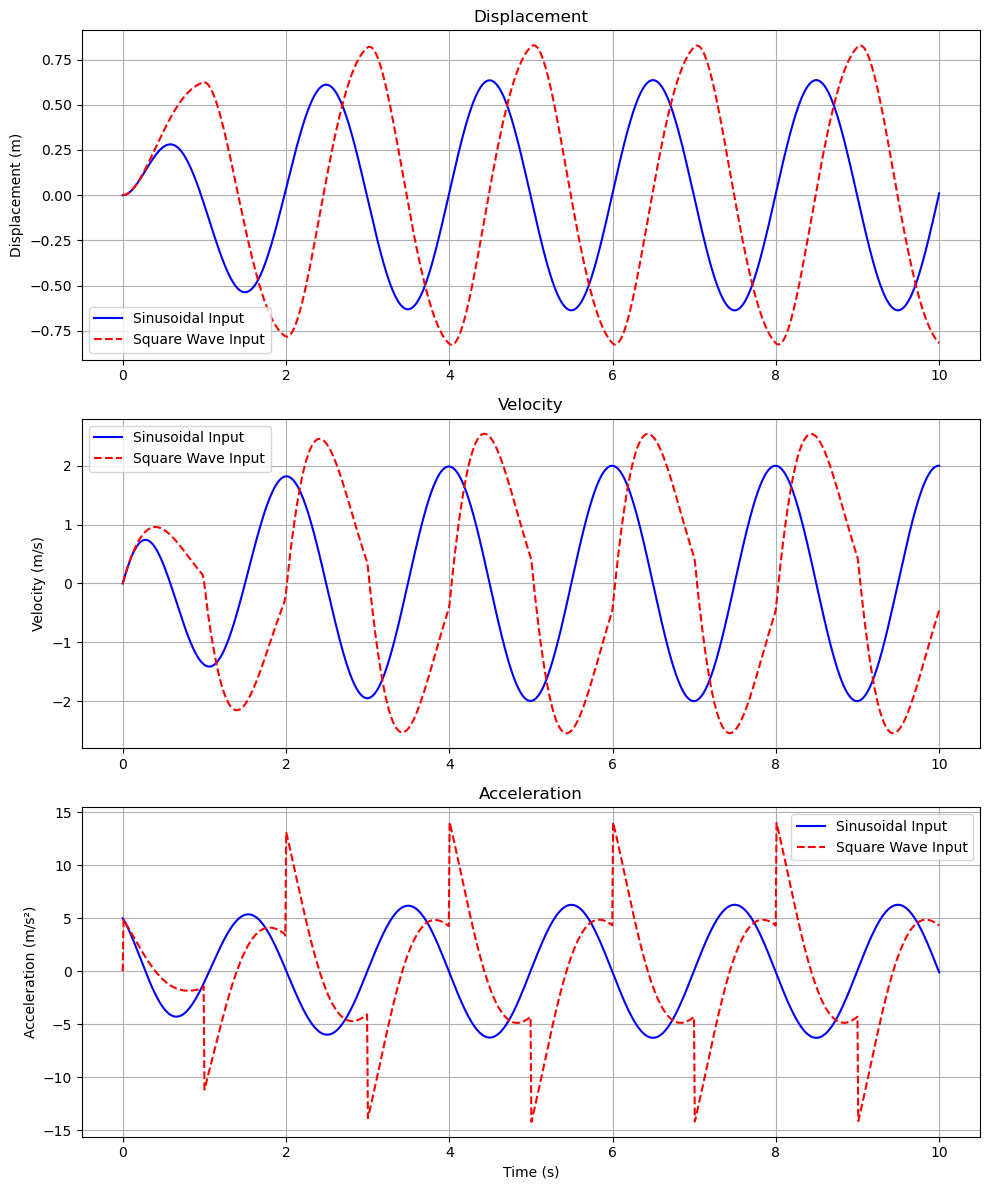 Displacement
Displacement (m)
0.75
0.50
0.25
0.00
−0.25
−0.50
−0.75
Sinusoidal Input
Square Wave Input
0 2 4 6 8 10
Velocity
Velocity (m/s)
Sinusoidal Input
Square Wave Input
2
1
0
−1
−2
0 2 4 6 8 10
Acceleration
Acceleration (m/s²)
15
10
5
0
−5
−10
−15
Sinusoidal Input
Square Wave Input
0 2 4 6 8 10
Time (s)